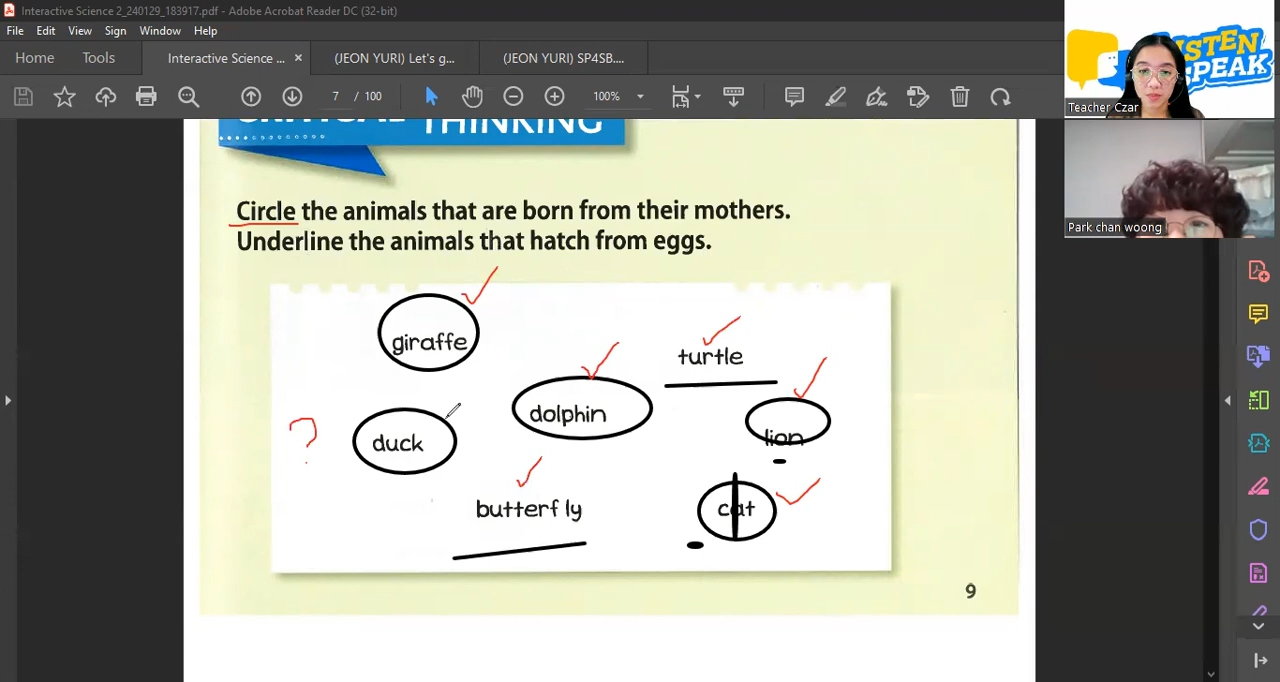 Interactive Science 2_240129_183917.pdf - Adobe Acrobat Reader DC (32-bit)
File Edit View Sign Window Help
Home Tools Interactive Science ... × (JEON YURI) Let's g... (JEON YURI) SP4SB....
7 / 100 100%
LISTEN
SPEAK
Teacher Czar
Park chan woong
CRITICAL THINKING
Circle the animals that are born from their mothers.
Underline the animals that hatch from eggs.
giraffe
turtle
dolphin
lion
?
duck
butterfly
cat
9